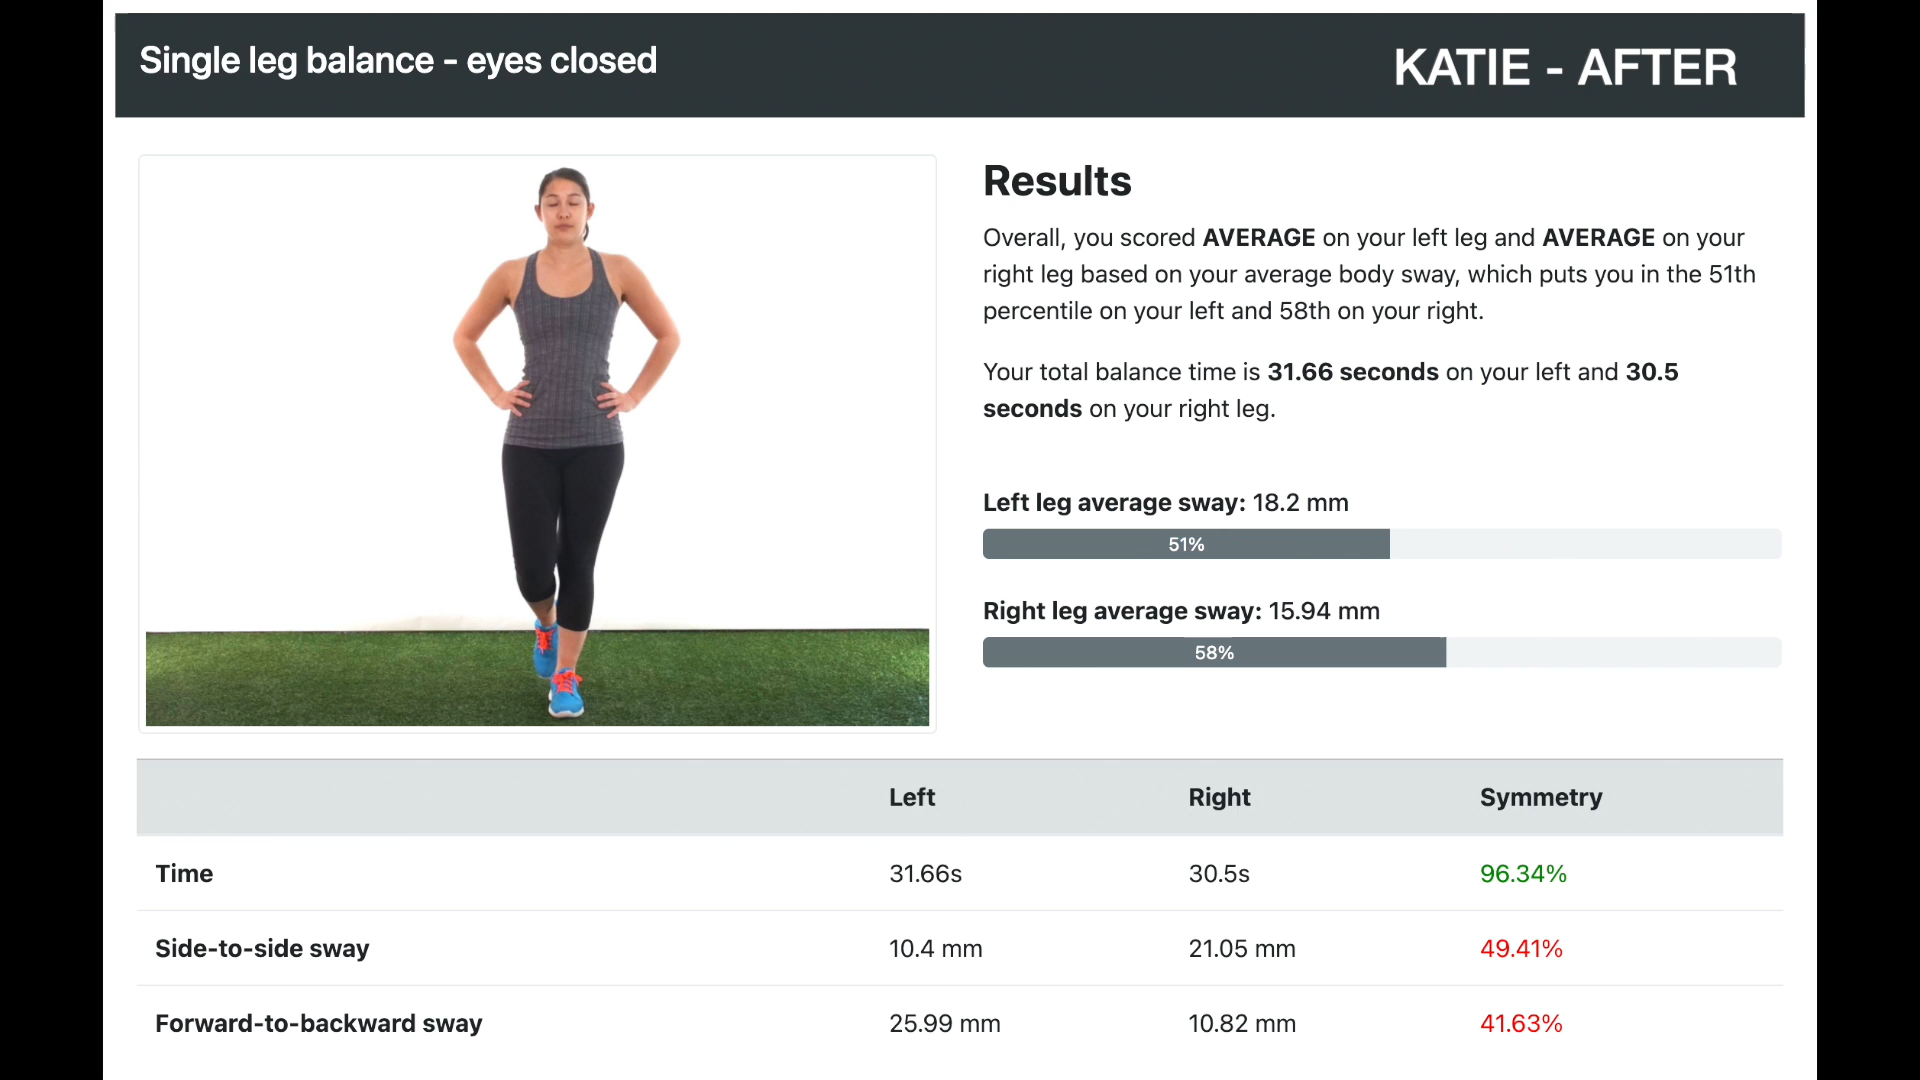 Single leg balance - eyes closed
KATIE - AFTER
Results
Overall, you scored AVERAGE on your left leg and AVERAGE on your
right leg based on your average body sway, which puts you in the 51th
percentile on your left and 58th on your right.
Your total balance time is 31.66 seconds on your left and 30.5
seconds on your right leg.
Left leg average sway: 18.2 mm
51%
Right leg average sway: 15.94 mm
58%
Left Right Symmetry
Time 31.66s 30.5s 96.34%
Side-to-side sway 10.4 mm 21.05 mm 49.41%
Forward-to-backward sway 25.99 mm 10.82 mm 41.63%